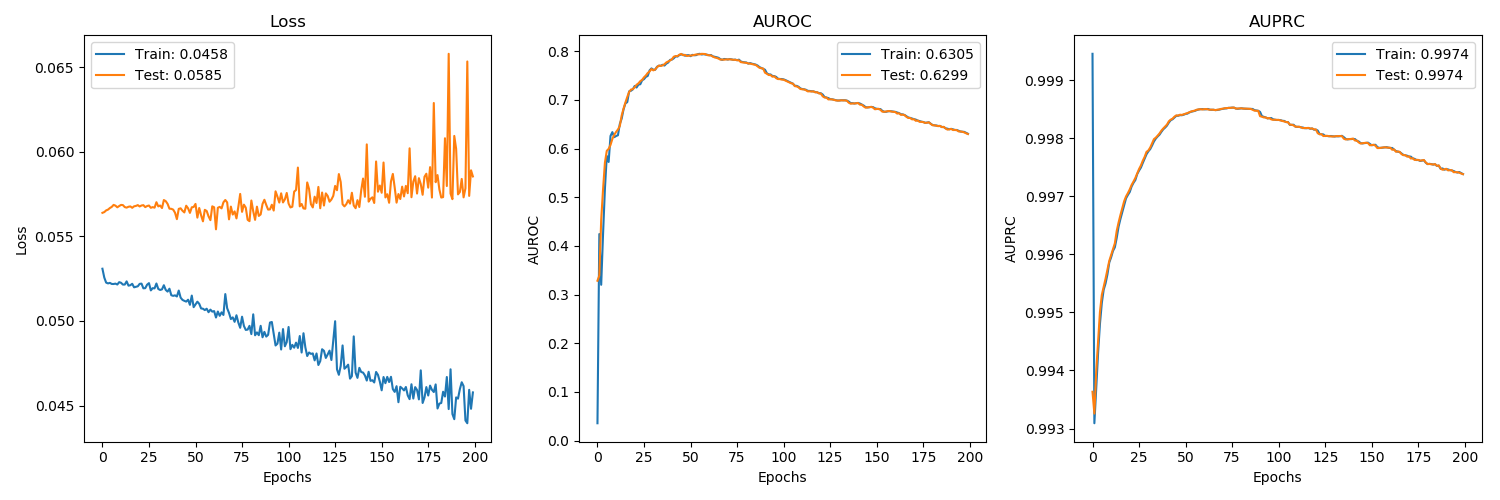 Loss
Train: 0.0458
Test: 0.0585
0.065
0.060
0.055
0.050
0.045
Loss
0 25 50 75 100 125 150 175 200
Epochs
AUROC
Train: 0.6305
Test: 0.6299
0.8
0.7
0.6
0.5
0.4
0.3
0.2
0.1
0.0
AUROC
0 25 50 75 100 125 150 175 200
Epochs
AUPRC
Train: 0.9974
Test: 0.9974
0.999
0.998
0.997
0.996
0.995
0.994
0.993
AUPRC
0 25 50 75 100 125 150 175 200
Epochs